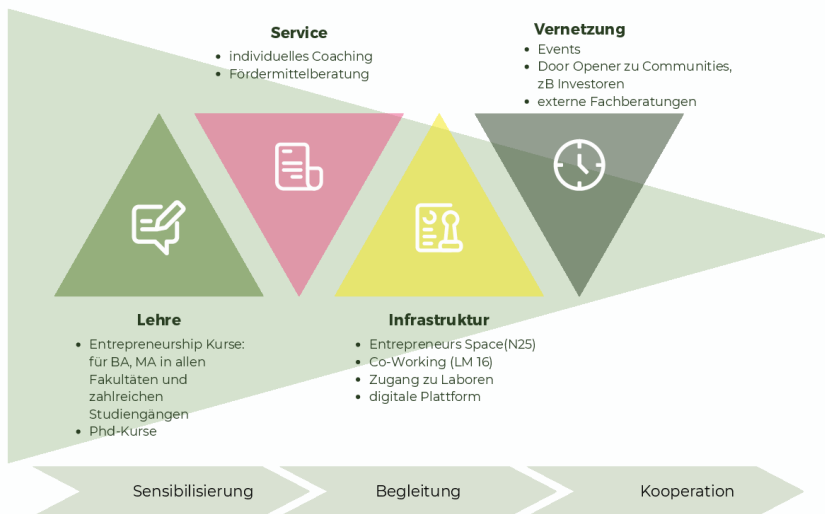 Service
• individuelles Coaching
• Fördermittelberatung
Vernetzung
• Events
• Door Opener zu Communities,
zB Investoren
• externe Fachberatungen
Lehre
• Entrepreneurship Kurse:
für BA, MA in allen
Fakultäten und
zahlreichen
Studiengängen
• Phd-Kurse
Infrastruktur
• Entrepreneurs Space(N25)
• Co-Working (LM 16)
• Zugang zu Laboren
• digitale Plattform
Sensibilisierung
Begleitung
Kooperation